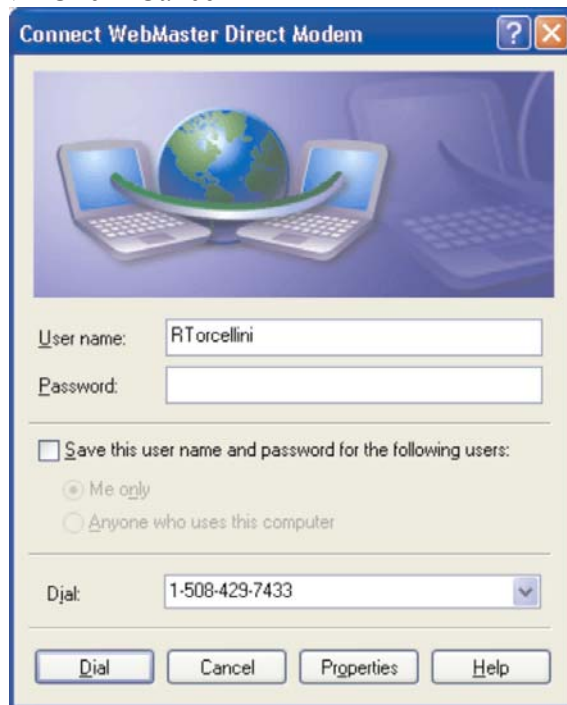 Connect WebMaster Direct Modem
User name: RTorcellini
Password:
Save this user name and password for the following users:
Me only
Anyone who uses this computer
Dial: 1-508-429-7433
Dial Cancel Properties Help